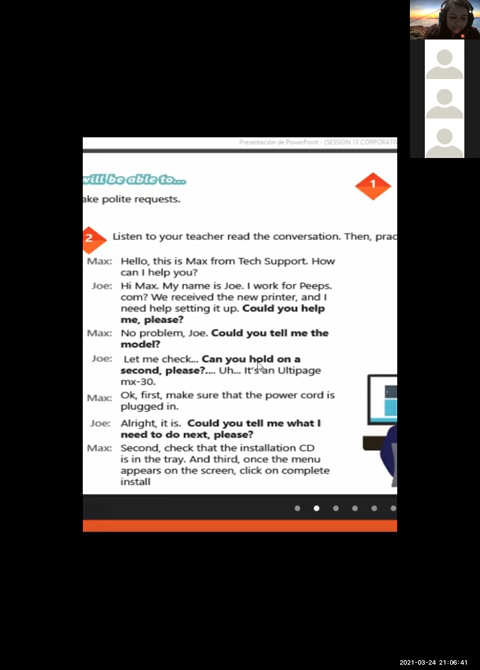 Presentación de PowerPoint - [SESSION 13 CORPORATI
will be able to...
1
ake polite requests.
2 Listen to your teacher read the conversation. Then, prac
Max: Hello, this is Max from Tech Support. How
can I help you?
Joe: Hi Max. My name is Joe. I work for Peeps.
com? We received the new printer, and I
need help setting it up. Could you help
me, please?
Max: No problem, Joe. Could you tell me the
model?
Joe: Let me check... Can you hold on a
second, please?.... Uh... It's an Ultipage
mx-30.
Max: Ok, first, make sure that the power cord is
plugged in.
Joe: Alright, it is. Could you tell me what I
need to do next, please?
Max: Second, check that the installation CD
is in the tray. And third, once the menu
appears on the screen, click on complete
install
2021-03-24 21:06:41